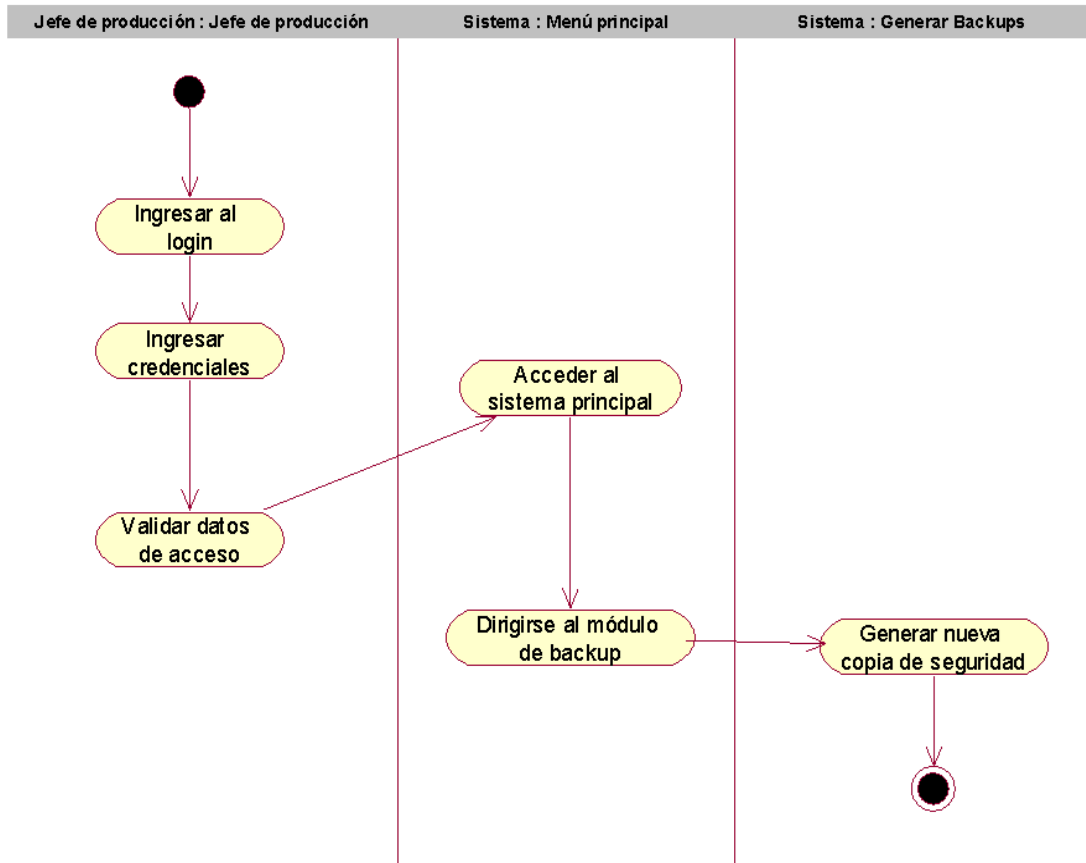 Jefe de producción : Jefe de producción
Sistema : Menú principal
Sistema : Generar Backups
Ingresar al
login
Ingresar
credenciales
Validar datos
de acceso
Acceder al
sistema principal
Dirigirse al módulo
de backup
Generar nueva
copia de seguridad